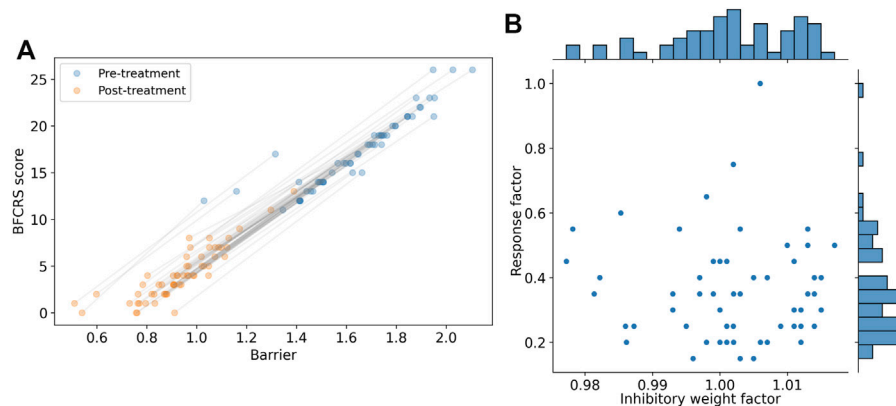 A
Pre-treatment
Post-treatment
BFCRS score
25
20
15
10
5
0
0.6 0.8 1.0 1.2 1.4 1.6 1.8 2.0
Barrier
B
Response factor
1.0
0.8
0.6
0.4
0.2
0.98 0.99 1.00 1.01
Inhibitory weight factor